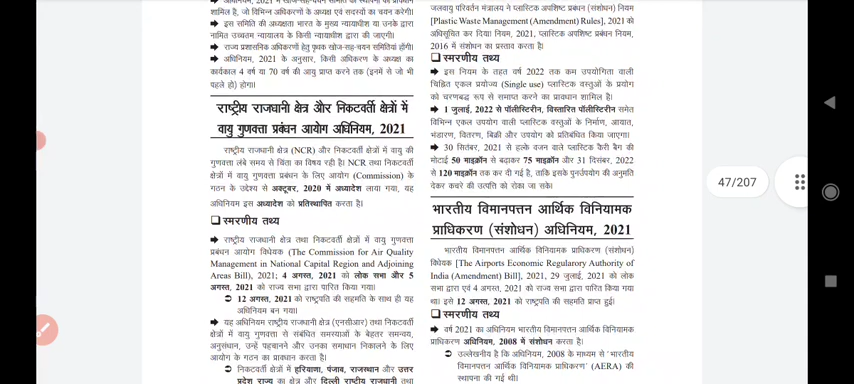 अधिनियम, 2021 में खोज-सह-चयन समिति की स्थापना का प्रावधान
शामिल है, जो विभिन्न अधिकरणों के अध्यक्ष एवं सदस्यों का चयन करेगी।
➡ इस समिति की अध्यक्षता भारत के मुख्य न्यायाधीश या उनके द्वारा
नामित उच्चतम न्यायालय के किसी न्यायाधीश द्वारा की जाएगी।
➡ राज्य प्रशासनिक अधिकरणों हेतु पृथक खोज-सह-चयन समितियां होंगी।
➡ अधिनियम, 2021 के अनुसार, किसी अधिकरण के अध्यक्ष का
कार्यकाल 4 वर्ष या 70 वर्ष की आयु प्राप्त करने तक (इनमें से जो भी
पहले हो) होगा।
राष्ट्रीय राजधानी क्षेत्र और निकटवर्ती क्षेत्रों में
वायु गुणवत्ता प्रबंधन आयोग अधिनियम, 2021
राष्ट्रीय राजधानी क्षेत्र (NCR) और निकटवर्ती क्षेत्रों में वायु की
गुणवत्ता लंबे समय से चिंता का विषय रही है। NCR तथा निकटवर्ती
क्षेत्रों में वायु गुणवत्ता प्रबंधन के लिए आयोग (Commission) के
गठन के उद्देश्य से अक्टूबर, 2020 में अध्यादेश लाया गया, यह
अधिनियम इस अध्यादेश को प्रतिस्थापित करता है।
❑ स्मरणीय तथ्य
➡ राष्ट्रीय राजधानी क्षेत्र तथा निकटवर्ती क्षेत्रों में वायु गुणवत्ता
प्रबंधन आयोग विधेयक (The Commission for Air Quality
Management in National Capital Region and Adjoining
Areas Bill), 2021; 4 अगस्त, 2021 को लोक सभा और 5
अगस्त, 2021 को राज्य सभा द्वारा पारित किया गया।
➲ 12 अगस्त, 2021 को राष्ट्रपति की सहमति के साथ ही यह
अधिनियम बन गया।
➡ यह अधिनियम राष्ट्रीय राजधानी क्षेत्र (एनसीआर) तथा निकटवर्ती
क्षेत्रों में वायु गुणवत्ता से संबंधित समस्याओं के बेहतर समन्वय,
अनुसंधान, उन्हें पहचानने और उनका समाधान निकालने के लिए
आयोग के गठन का प्रावधान करता है।
➲ निकटवर्ती क्षेत्रों में हरियाणा, पंजाब, राजस्थान और उत्तर
प्रदेश राज्य का क्षेत्र और दिल्ली राष्ट्रीय राजधानी तथा
जलवायु परिवर्तन मंत्रालय ने प्लास्टिक अपशिष्ट प्रबंधन (संशोधन) नियम
[Plastic Waste Management (Amendment) Rules], 2021 को
अधिसूचित कर दिया। नियम, 2021, प्लास्टिक अपशिष्ट प्रबंधन नियम,
2016 में संशोधन का प्रस्ताव करता है।
❑ स्मरणीय तथ्य
➡ इस नियम के तहत वर्ष 2022 तक कम उपयोगिता वाली
चिह्नित एकल प्रयोज्य (Single use) प्लास्टिक वस्तुओं के प्रयोग
को चरणबद्ध रूप से समाप्त करने का प्रावधान शामिल है।
➡ 1 जुलाई, 2022 से पॉलीस्टिरीन, विस्तारित पॉलीस्टिरीन समेत
विभिन्न एकल उपयोग वाली प्लास्टिक वस्तुओं के निर्माण, आयात,
भंडारण, वितरण, बिक्री और उपयोग को प्रतिबंधित किया जाएगा।
➡ 30 सितंबर, 2021 से हल्के वजन वाले प्लास्टिक कैरी बैग की
मोटाई 50 माइक्रॉन से बढ़ाकर 75 माइक्रॉन और 31 दिसंबर, 2022
से 120 माइक्रॉन तक कर दी गई है, ताकि इसके पुनर्उपयोग की अनुमति
देकर कचरे की उत्पत्ति को रोका जा सके।
भारतीय विमानपत्तन आर्थिक विनियामक
प्राधिकरण (संशोधन) अधिनियम, 2021
भारतीय विमानपत्तन आर्थिक विनियामक प्राधिकरण (संशोधन)
विधेयक [The Airports Economic Regularory Authority of
India (Amendment) Bill], 2021, 29 जुलाई, 2021 को लोक
सभा द्वारा एवं 4 अगस्त, 2021 को राज्य सभा द्वारा पारित किया गया
था। इसे 12 अगस्त, 2021 को राष्ट्रपति की सहमति प्राप्त हुई।
❑ स्मरणीय तथ्य
➡ वर्ष 2021 का अधिनियम भारतीय विमानपत्तन आर्थिक विनियामक
प्राधिकरण अधिनियम, 2008 में संशोधन करता है।
➲ उल्लेखनीय है कि अधिनियम, 2008 के माध्यम से 'भारतीय
विमानपत्तन आर्थिक विनियामक प्राधिकरण' (AERA) की
स्थापना की गई थी।
47/207